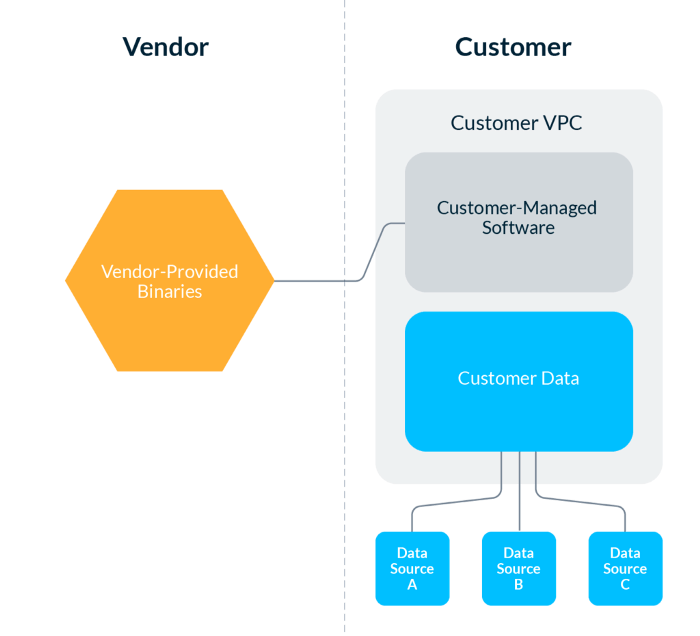 Vendor
Customer
Customer VPC
Customer-Managed
Software
Vendor-Provided
Binaries
Customer Data
Data
Source
A
Data
Source
B
Data
Source
C